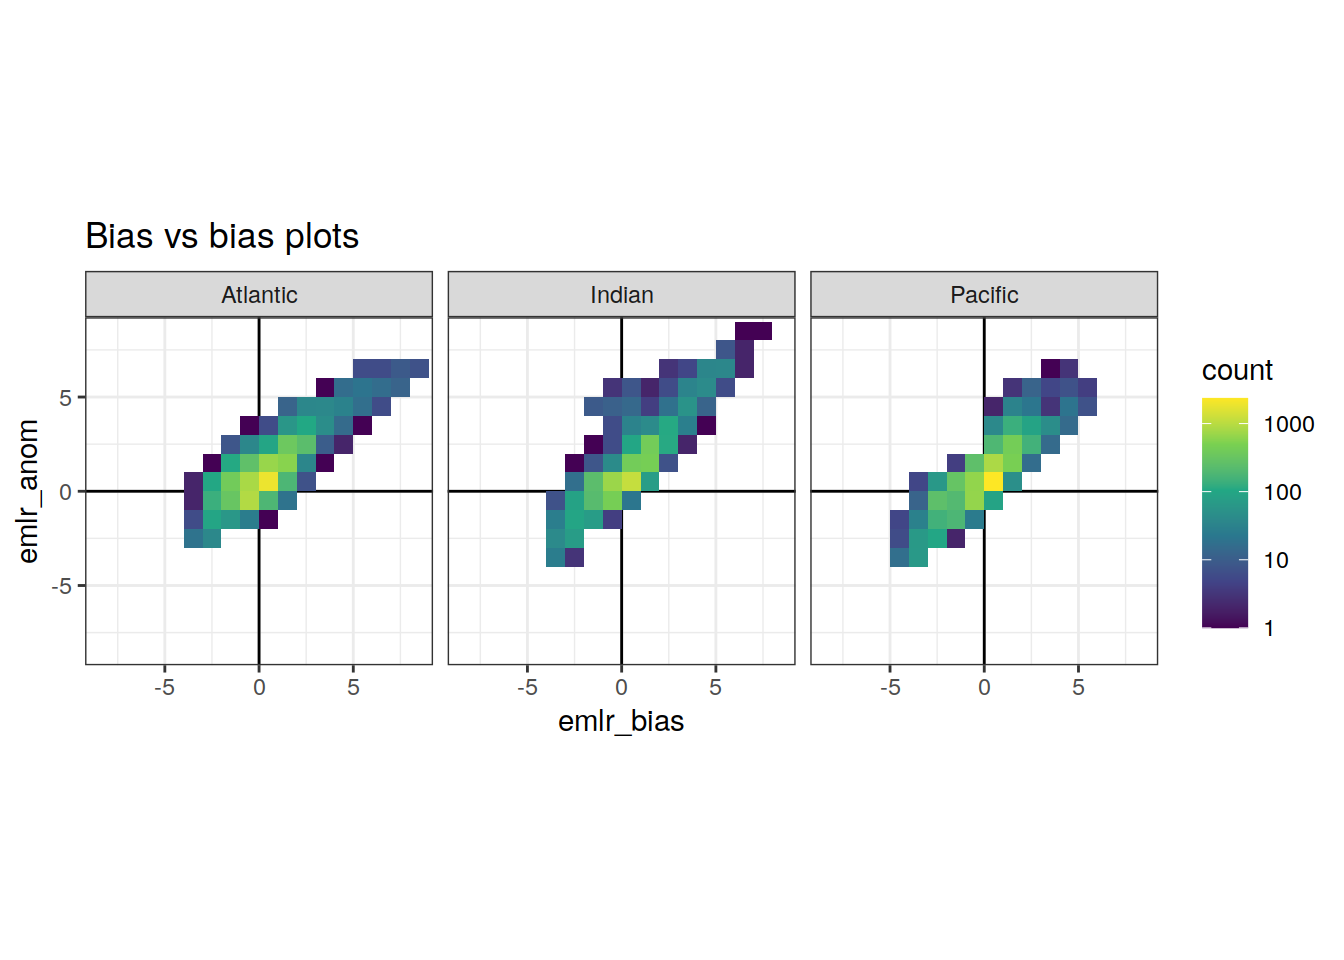 Bias vs bias plots
Atlantic
Indian
Pacific
emlr_anom
5
0
-5
-5 0 5
-5 0 5
-5 0 5
emlr_bias
count
1000
100
10
1